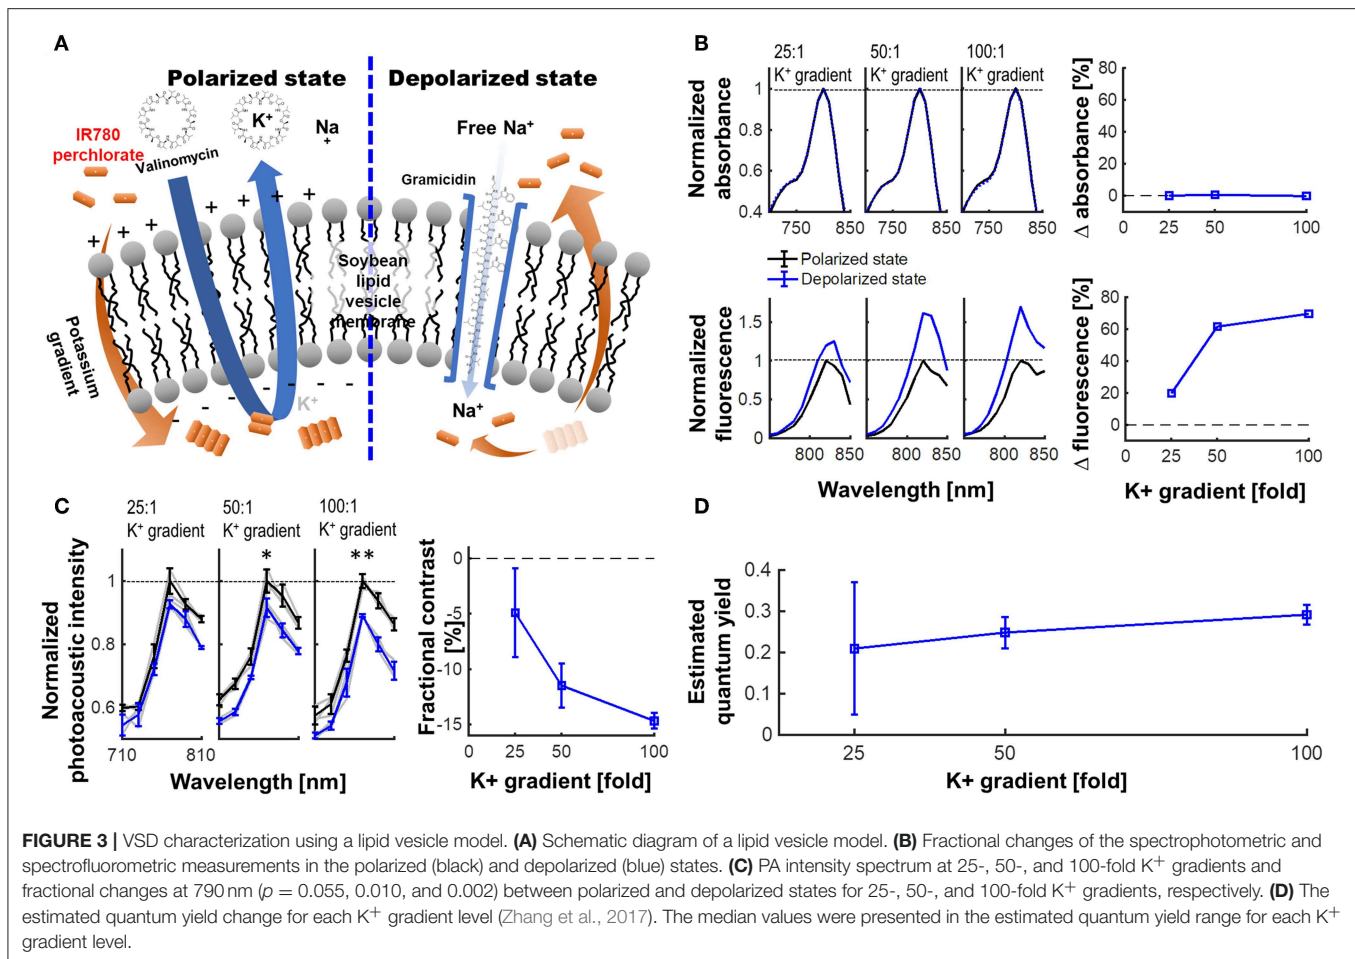 A
Polarized state
Depolarized state
IR780
perchlorate
Valinomycin
K+
Na
+
Free Na+
Gramicidin
Soybean
lipid
vesicle
membrane
Potassium
gradient
K+
Na+
B
25:1
K+ gradient
50:1
K+ gradient
100:1
K+ gradient
Normalized
absorbance
1
0.8
0.6
0.4
750 850
750 850
750 850
Δ absorbance [%]
80
60
40
20
0
0 25 50 100
Polarized state
Depolarized state
Normalized
fluorescence
2
1.5
1
0.5
0
800 850
800 850
800 850
Wavelength [nm]
Δ fluorescence [%]
80
60
40
20
0
0 25 50 100
K+ gradient [fold]
C
25:1
K+ gradient
50:1
K+ gradient
100:1
K+ gradient
* **
Normalized
photoacoustic intensity
1
0.8
0.6
710 810
Wavelength [nm]
Fractional contrast
[%]
0
-5
-10
-15
0 25 50 100
K+ gradient [fold]
D
Estimated
quantum yield
0.4
0.3
0.2
0.1
0
25 50 100
K+ gradient [fold]
FIGURE 3 | VSD characterization using a lipid vesicle model. (A) Schematic diagram of a lipid vesicle model. (B) Fractional changes of the spectrophotometric and
spectrofluorometric measurements in the polarized (black) and depolarized (blue) states. (C) PA intensity spectrum at 25-, 50-, and 100-fold K+ gradients and
fractional changes at 790 nm (p = 0.055, 0.010, and 0.002) between polarized and depolarized states for 25-, 50-, and 100-fold K+ gradients, respectively. (D) The
estimated quantum yield change for each K+ gradient level (Zhang et al., 2017). The median values were presented in the estimated quantum yield range for each K+
gradient level.